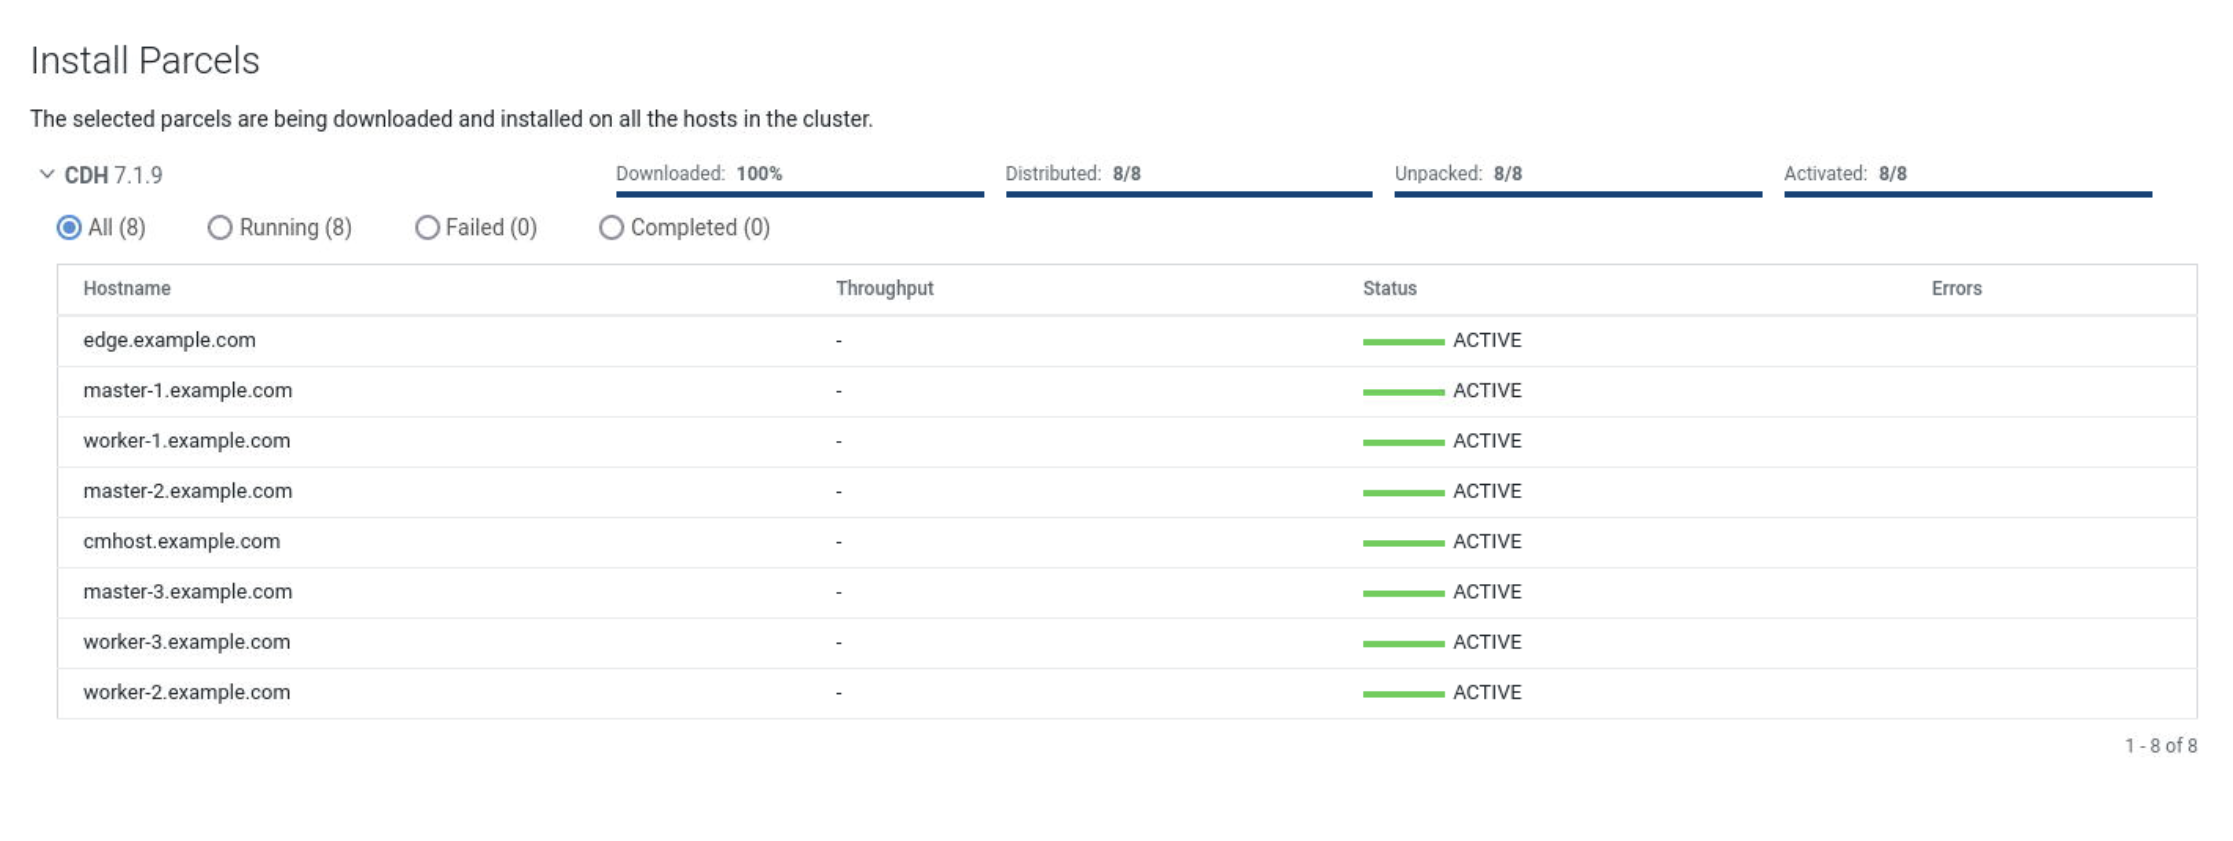 Install Parcels
The selected parcels are being downloaded and installed on all the hosts in the cluster.
CDH 7.1.9 Downloaded: 100% Distributed: 8/8 Unpacked: 8/8 Activated: 8/8
All (8) Running (8) Failed (0) Completed (0)
Hostname Throughput Status Errors
edge.example.com - ACTIVE
master-1.example.com - ACTIVE
worker-1.example.com - ACTIVE
master-2.example.com - ACTIVE
cmhost.example.com - ACTIVE
master-3.example.com - ACTIVE
worker-3.example.com - ACTIVE
worker-2.example.com - ACTIVE
1 - 8 of 8